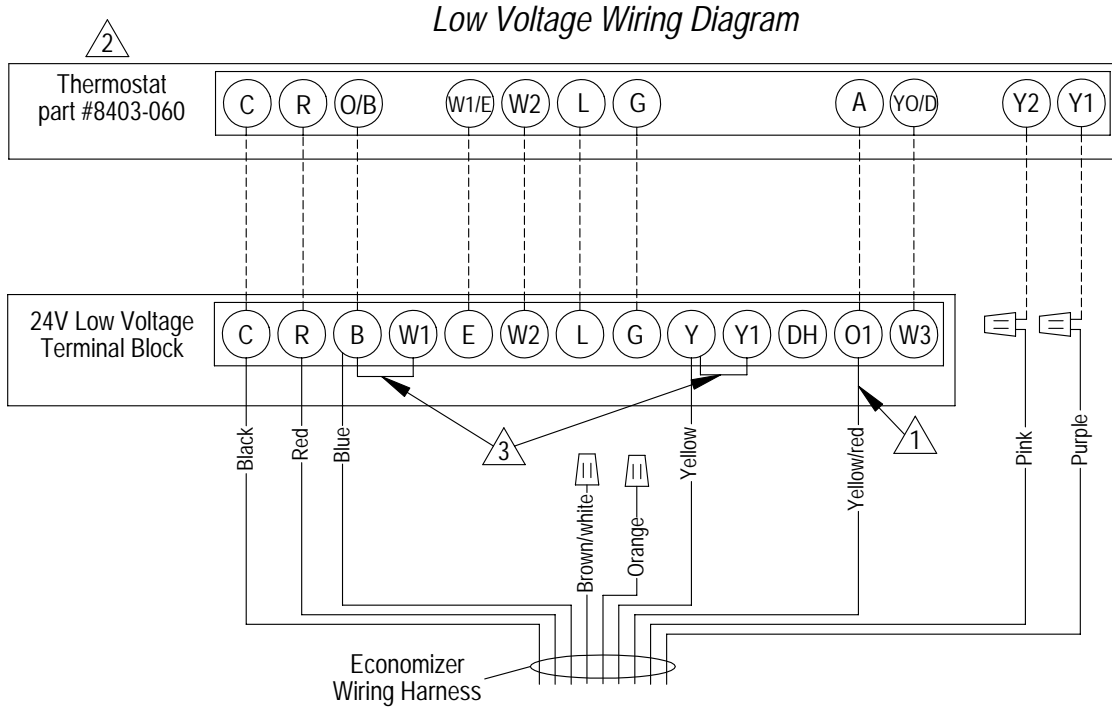 Low Voltage Wiring Diagram
2
Thermostat
part #8403-060
C R O/B W1/E W2 L G A YO/D Y2 Y1
24V Low Voltage
Terminal Block
C R B W1 E W2 L G Y Y1 DH O1 W3
Black
Red
Blue
3
Brown/white
Orange
Yellow
Yellow/red
1
Pink
Purple
Economizer
Wiring Harness